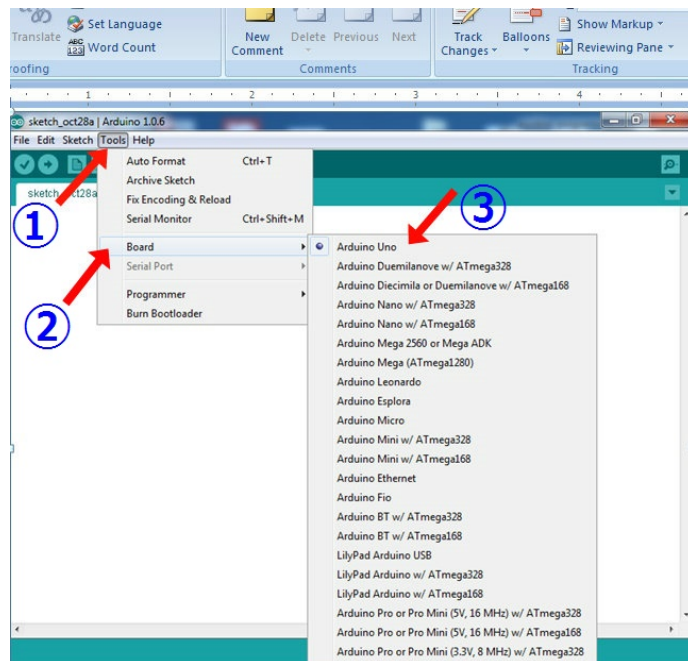 Translate
Set Language
ABC
123
Word Count
roofing
New
Comment
Delete
Previous
Next
Comments
Track
Changes
Balloons
Show Markup
Reviewing Pane
Tracking
1
2
3
4
sketch_oct28a | Arduino 1.0.6
File Edit Sketch Tools Help
Auto Format Ctrl+T
Archive Sketch
Fix Encoding & Reload
Serial Monitor Ctrl+Shift+M
Board
Serial Port
Programmer
Burn Bootloader
①
②
③
Arduino Uno
Arduino Duemilanove w/ ATmega328
Arduino Diecimila or Duemilanove w/ ATmega168
Arduino Nano w/ ATmega328
Arduino Nano w/ ATmega168
Arduino Mega 2560 or Mega ADK
Arduino Mega (ATmega1280)
Arduino Leonardo
Arduino Esplora
Arduino Micro
Arduino Mini w/ ATmega328
Arduino Mini w/ ATmega168
Arduino Ethernet
Arduino Fio
Arduino BT w/ ATmega328
Arduino BT w/ ATmega168
LilyPad Arduino USB
LilyPad Arduino w/ ATmega328
LilyPad Arduino w/ ATmega168
Arduino Pro or Pro Mini (5V, 16 MHz) w/ ATmega328
Arduino Pro or Pro Mini (5V, 16 MHz) w/ ATmega168
Arduino Pro or Pro Mini (3.3V, 8 MHz) w/ ATmega328